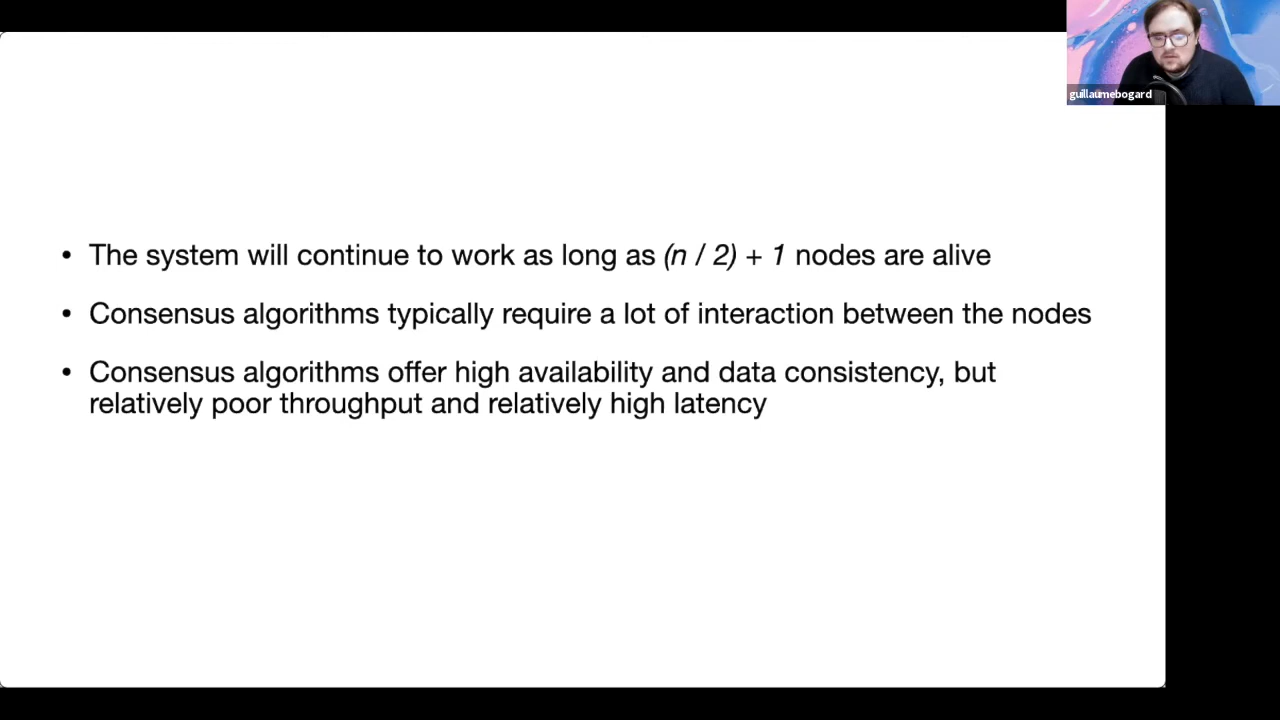 guillaumebogard
• The system will continue to work as long as (n / 2) + 1 nodes are alive
• Consensus algorithms typically require a lot of interaction between the nodes
• Consensus algorithms offer high availability and data consistency, but
relatively poor throughput and relatively high latency